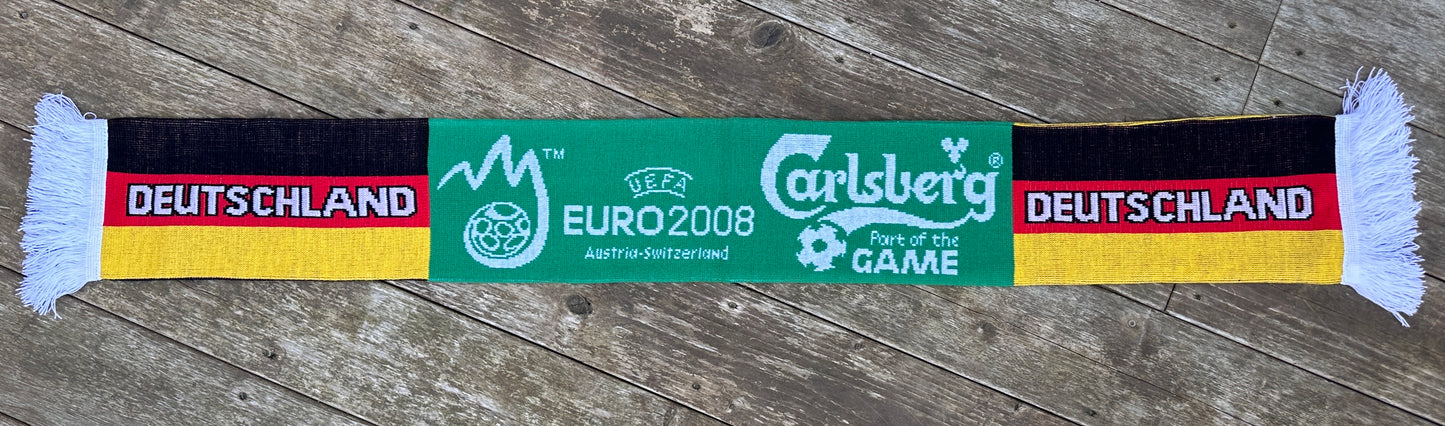 DEUTSCHLAND
TM
UEFA
EURO2008
Austria-Switzerland
Carlsberg®
Part of the
GAME
DEUTSCHLAND